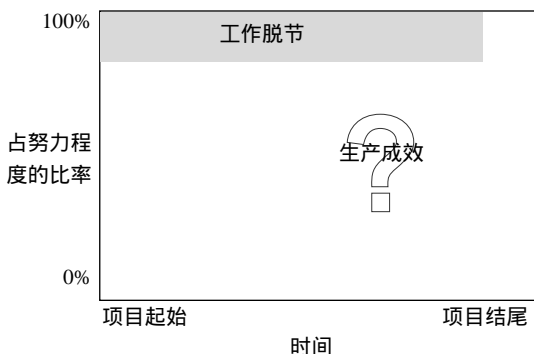 100%
工作脱节
占努力程
度的比率
?
生产成效
0%
项目起始
项目结尾
时间